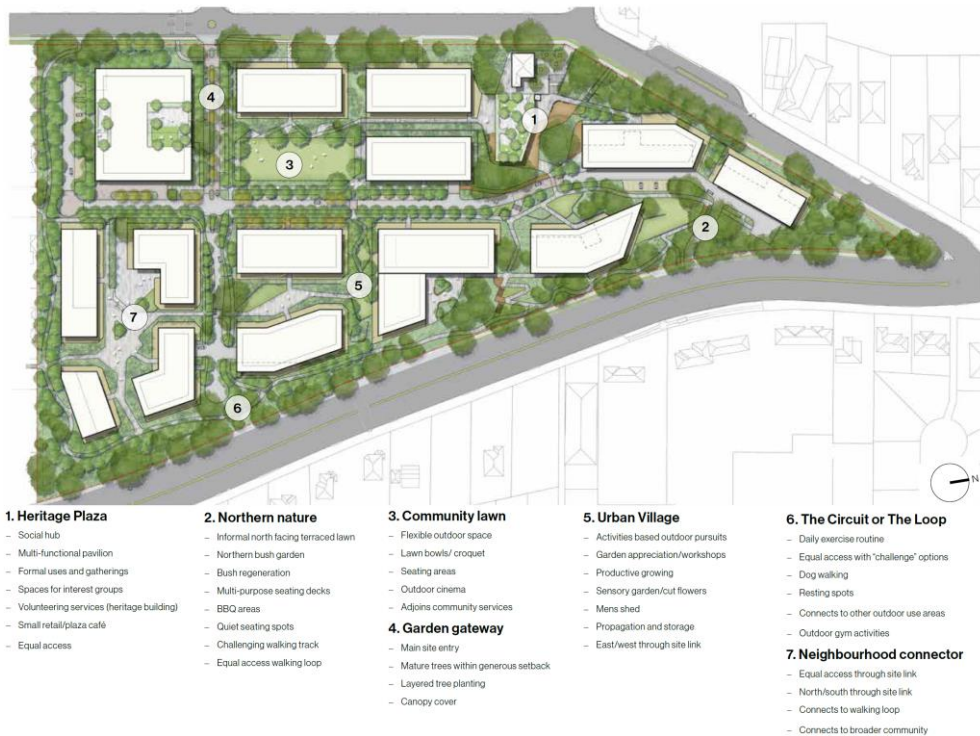 4
1
3
2
5
7
6
N
1. Heritage Plaza
– Social hub
– Multi-functional pavilion
– Formal uses and gatherings
– Spaces for interest groups
– Volunteering services (heritage building)
– Small retail/plaza café
– Equal access
2. Northern nature
– Informal north facing terraced lawn
– Northern bush garden
– Bush regeneration
– Multi-purpose seating decks
– BBQ areas
– Quiet seating spots
– Challenging walking track
– Equal access walking loop
3. Community lawn
– Flexible outdoor space
– Lawn bowls/ croquet
– Seating areas
– Outdoor cinema
– Adjoins community services
4. Garden gateway
– Main site entry
– Mature trees within generous setback
– Layered tree planting
– Canopy cover
5. Urban Village
– Activities based outdoor pursuits
– Garden appreciation/workshops
– Productive growing
– Sensory garden/cut flowers
– Mens shed
– Propagation and storage
– East/west through site link
6. The Circuit or The Loop
– Daily exercise routine
– Equal access with "challenge" options
– Dog walking
– Resting spots
– Connects to other outdoor use areas
– Outdoor gym activities
7. Neighbourhood connector
– Equal access through site link
– North/south through site link
– Connects to walking loop
– Connects to broader community